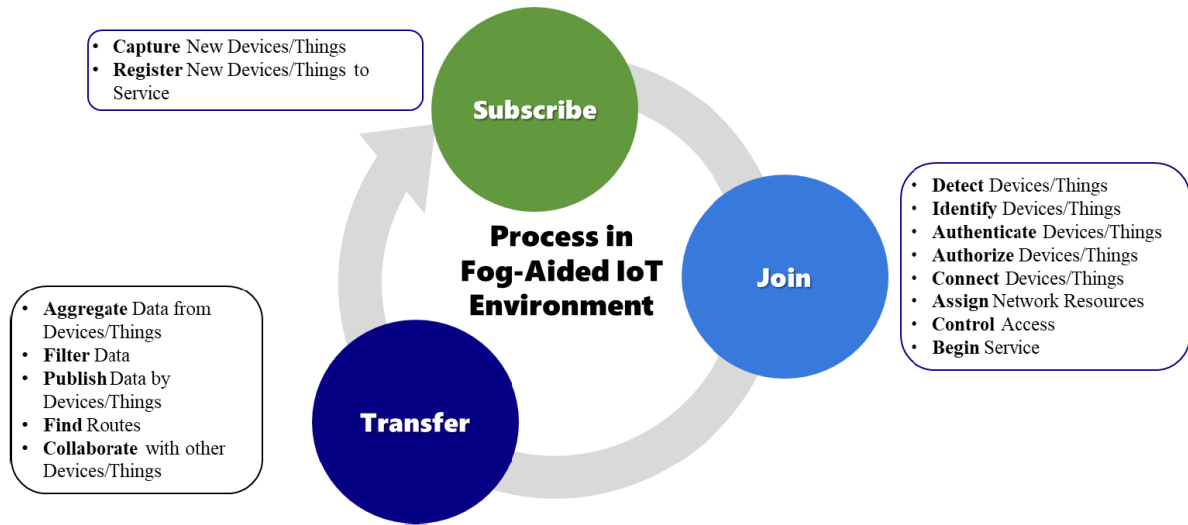 • Capture New Devices/Things
• Register New Devices/Things to
Service
Subscribe
Process in
Fog-Aided IoT
Environment
Join
• Detect Devices/Things
• Identify Devices/Things
• Authenticate Devices/Things
• Authorize Devices/Things
• Connect Devices/Things
• Assign Network Resources
• Control Access
• Begin Service
• Aggregate Data from
Devices/Things
• Filter Data
• Publish Data by
Devices/Things
• Find Routes
• Collaborate with other
Devices/Things
Transfer